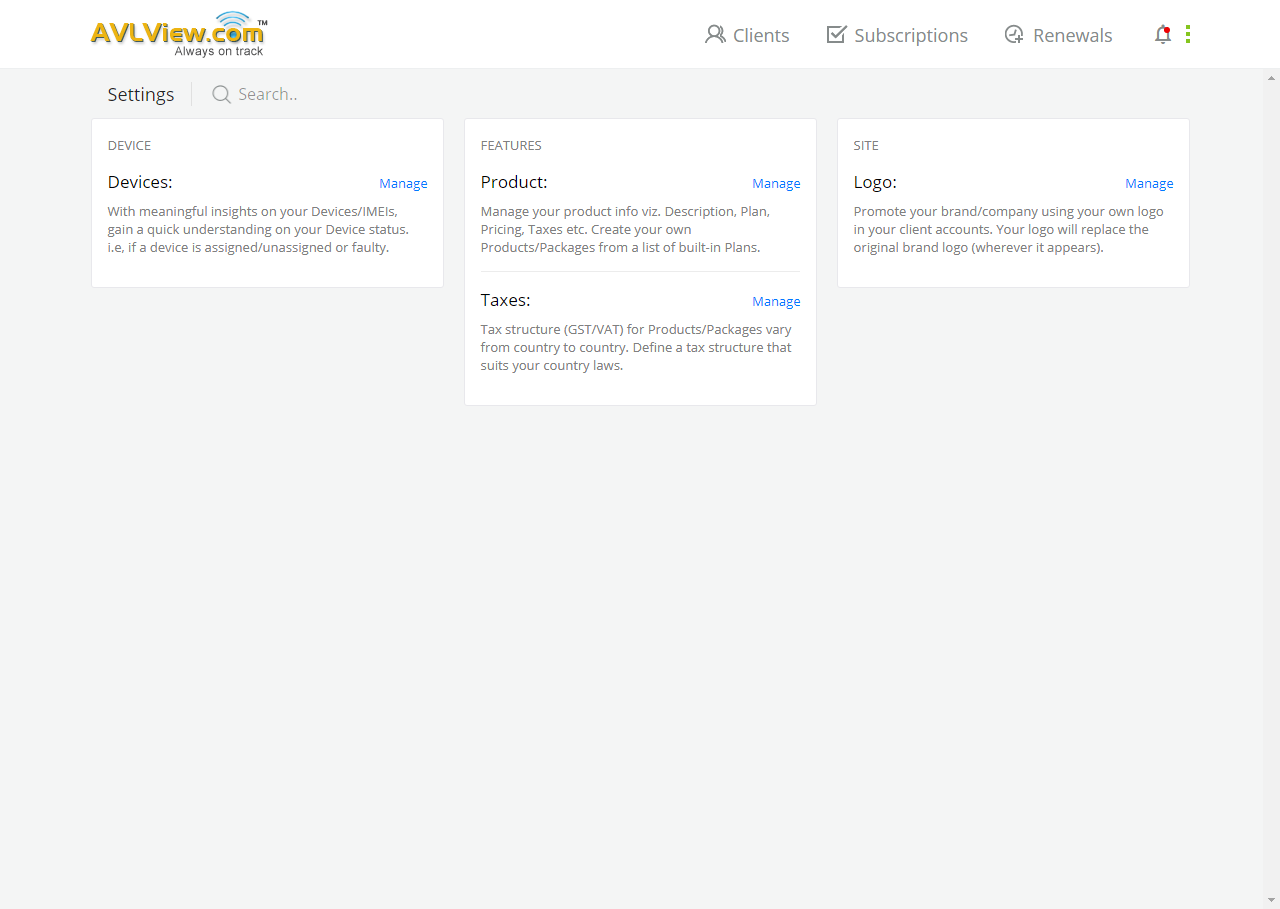 AVLView.com™
Always on track
Clients
Subscriptions
Renewals
Settings
Search..
DEVICE
Devices:
Manage
With meaningful insights on your Devices/IMEIs,
gain a quick understanding on your Device status.
i.e, if a device is assigned/unassigned or faulty.
FEATURES
Product:
Manage
Manage your product info viz. Description, Plan,
Pricing, Taxes etc. Create your own
Products/Packages from a list of built-in Plans.
Taxes:
Manage
Tax structure (GST/VAT) for Products/Packages vary
from country to country. Define a tax structure that
suits your country laws.
SITE
Logo:
Manage
Promote your brand/company using your own logo
in your client accounts. Your logo will replace the
original brand logo (wherever it appears).